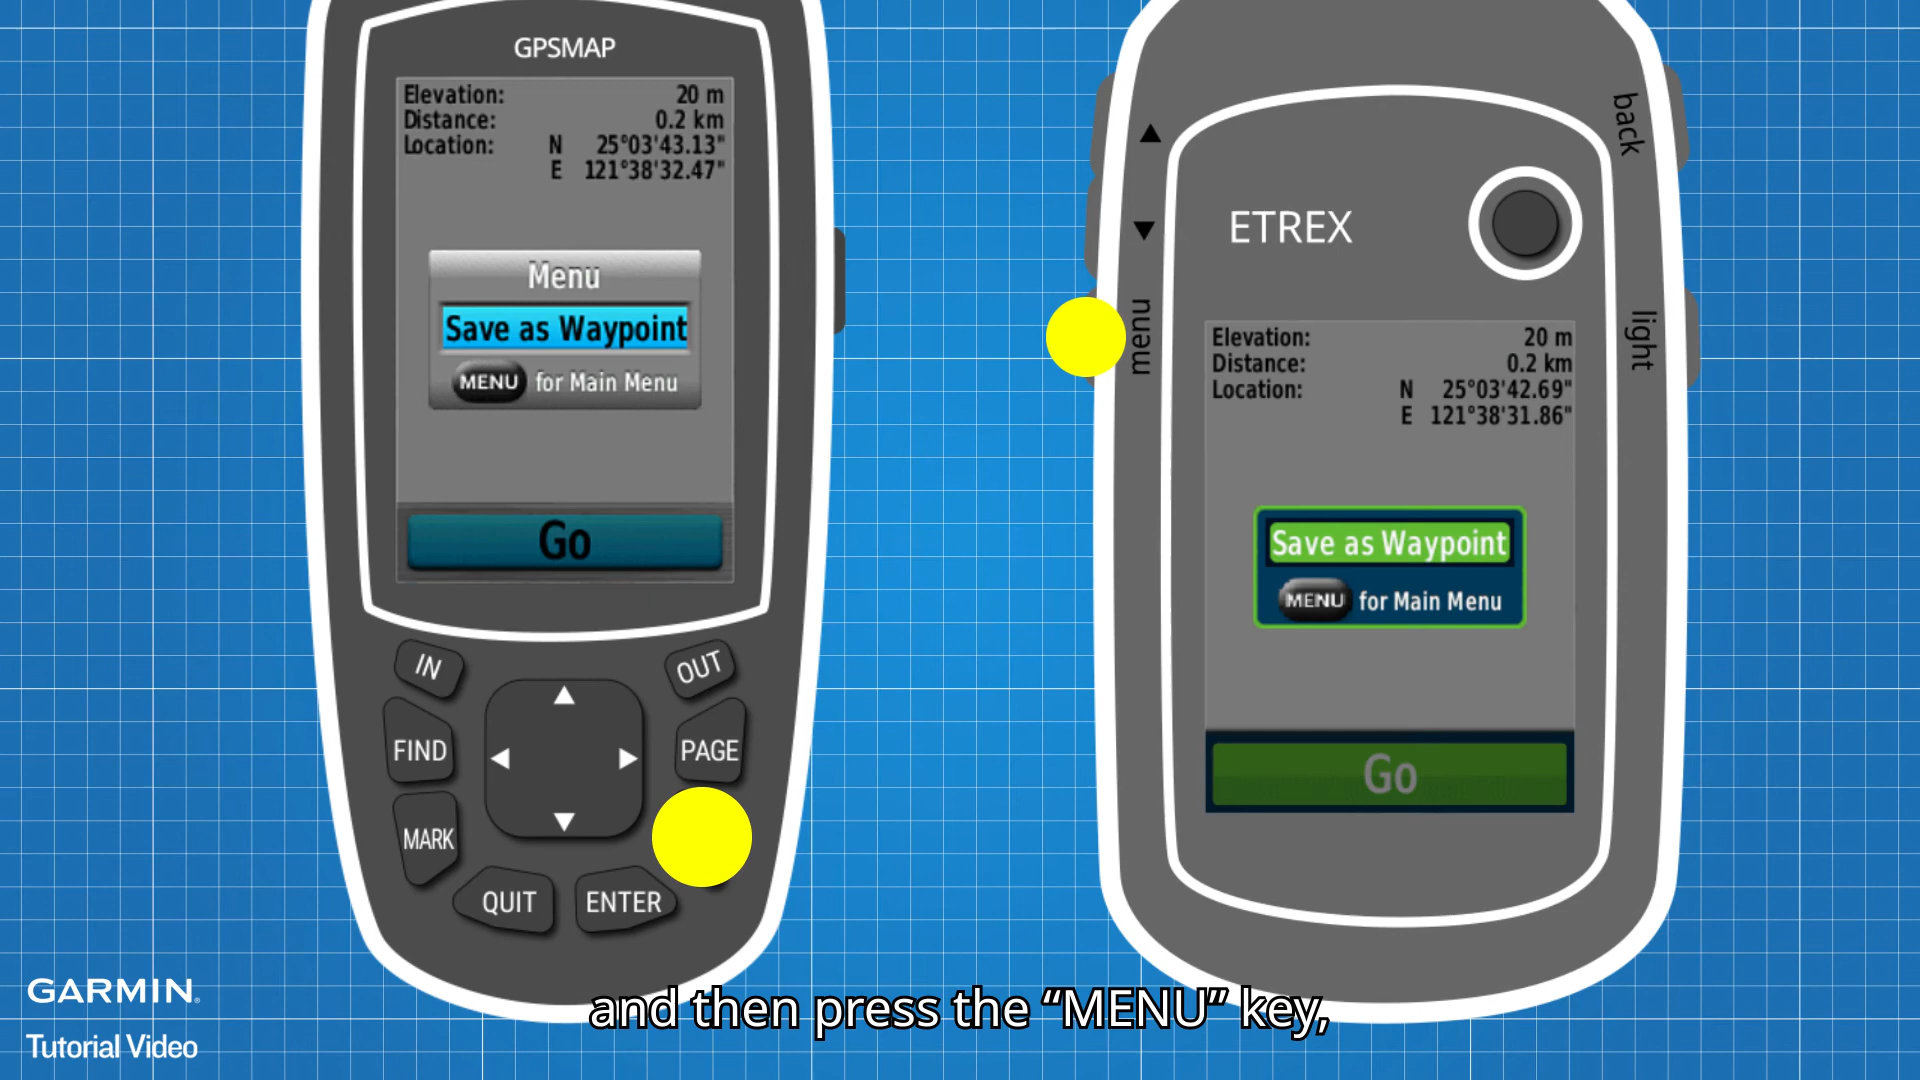 GPSMAP
Elevation: 20 m
Distance: 0.2 km
Location: N 25°03'43.13"
E 121°38'32.47"
Menu
Save as Waypoint
MENU for Main Menu
Go
IN
OUT
FIND
PAGE
MARK
QUIT
ENTER
back
ETREX
menu
light
Elevation: 20 m
Distance: 0.2 km
Location: N 25°03'42.69"
E 121°38'31.86"
Save as Waypoint
MENU for Main Menu
Go
GARMIN
Tutorial Video
and then press the “MENU” key,